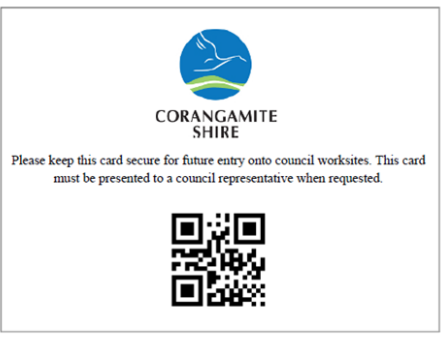 CORANGAMITE
SHIRE
Please keep this card secure for future entry onto council worksites. This card
must be presented to a council representative when requested.